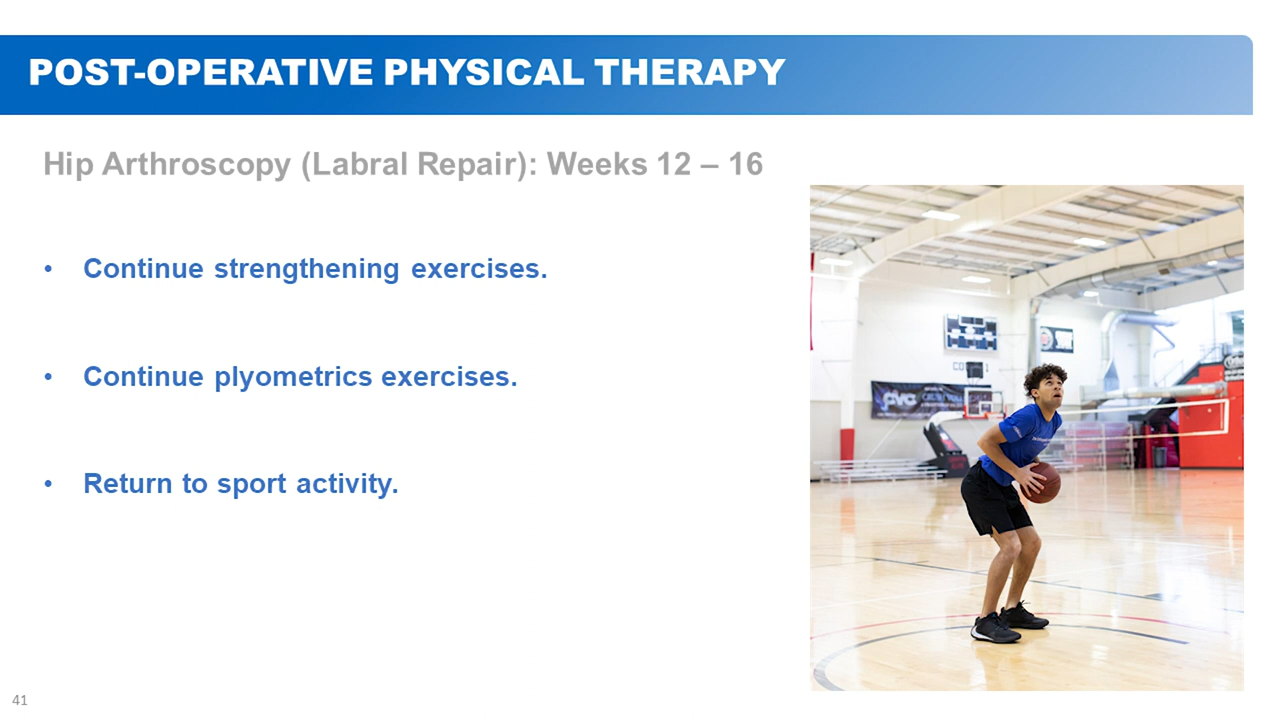 POST-OPERATIVE PHYSICAL THERAPY
Hip Arthroscopy (Labral Repair): Weeks 12 – 16
• Continue strengthening exercises.
• Continue plyometrics exercises.
• Return to sport activity.
CVC
41